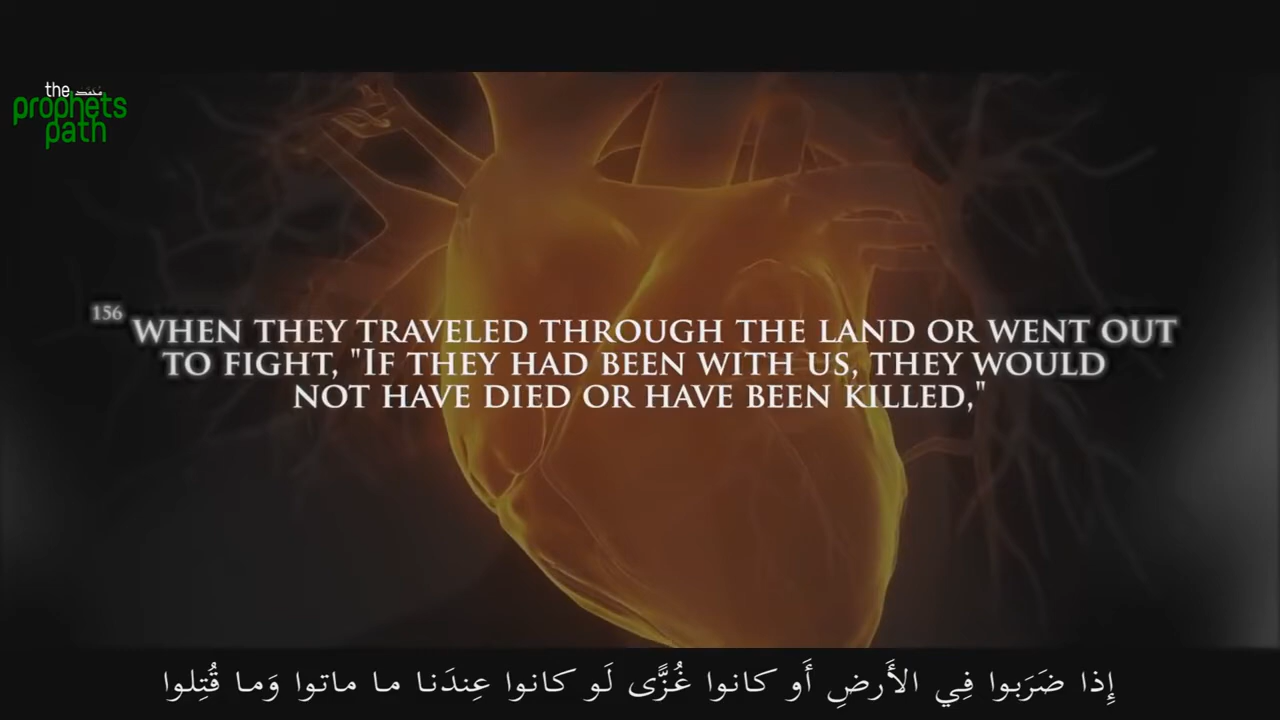 the محمد
prophets
path
156 WHEN THEY TRAVELED THROUGH THE LAND OR WENT OUT
TO FIGHT, "IF THEY HAD BEEN WITH US, THEY WOULD
NOT HAVE DIED OR HAVE BEEN KILLED,"
إِذا ضَرَبوا فِي الأَرضِ أَو كانوا غُزًّى لَو كانوا عِندَنا ما ماتوا وَما قُتِلوا